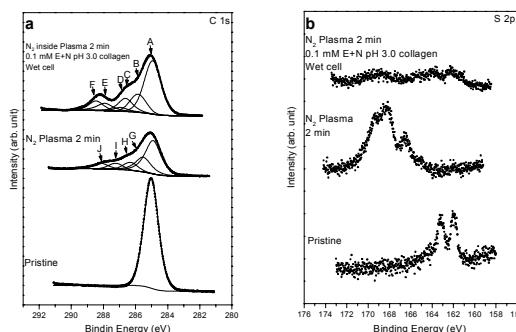 a
C 1s
N2 inside Plasma 2 min
0.1 mM E+N pH 3.0 collagen
Wet cell
A
B
C
D
E
F
N2 Plasma 2 min
G
H
I
J
Pristine
Intensity (arb. unit)
292 290 288 286 284 282 280
Bindin Energy (eV)
b
S 2p
N2 Plasma 2 min
0.1 mM E+N pH 3.0 collagen
Wet cell
N2 Plasma
2 min
Pristine
Intensity (arb. unit)
176 174 172 170 168 166 164 162 160 158 156
Binding Energy (eV)